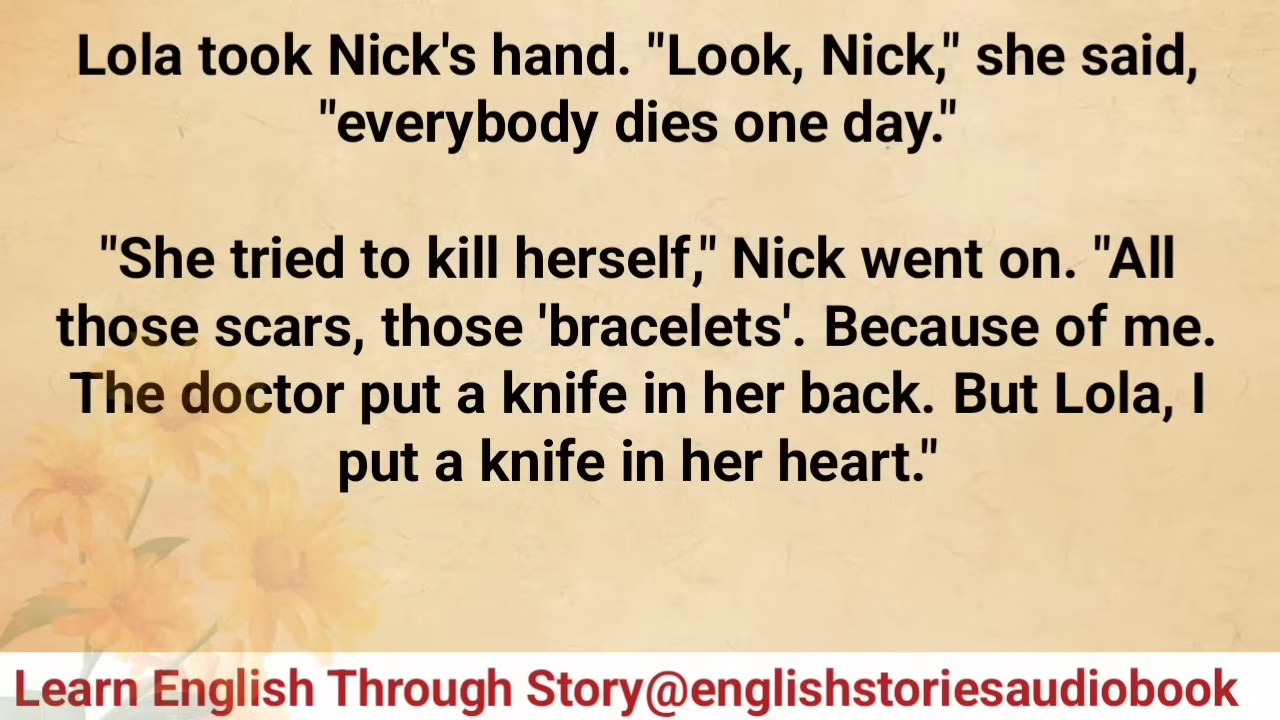 Lola took Nick's hand. "Look, Nick," she said,
"everybody dies one day."
"She tried to kill herself," Nick went on. "All
those scars, those 'bracelets'. Because of me.
The doctor put a knife in her back. But Lola, I
put a knife in her heart."
Learn English Through Story@englishstoriesaudiobook